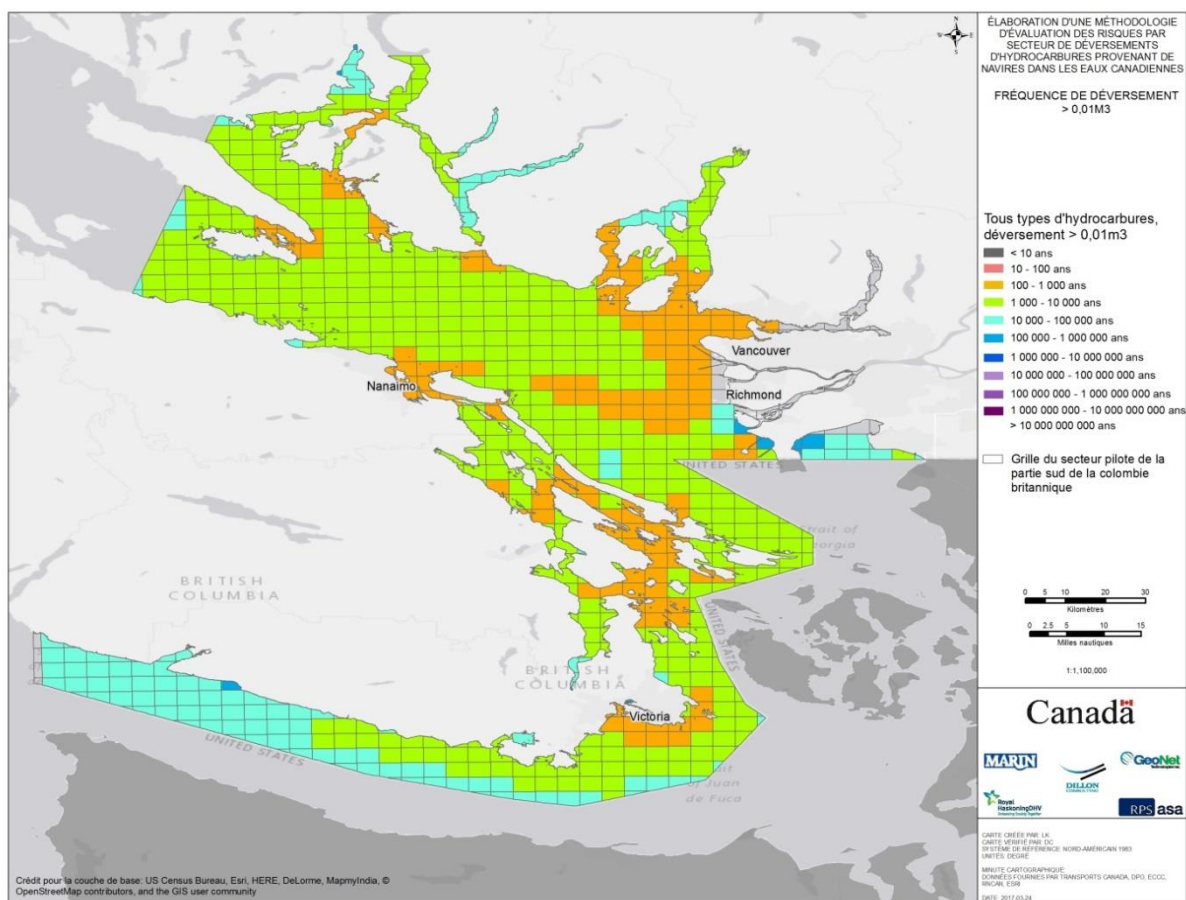 ÉLABORATION D'UNE MÉTHODOLOGIE
D'ÉVALUATION DES RISQUES PAR
SECTEUR DE DÉVERSEMENTS
D'HYDROCARBURES PROVENANT DE
NAVIRES DANS LES EAUX CANADIENNES
FRÉQUENCE DE DÉVERSEMENT
> 0,01M3
Tous types d'hydrocarbures,
déversement > 0,01m3
< 10 ans
10 - 100 ans
100 - 1 000 ans
1 000 - 10 000 ans
10 000 - 100 000 ans
100 000 - 1 000 000 ans
1 000 000 - 10 000 000 ans
10 000 000 - 100 000 000 ans
100 000 000 - 1 000 000 000 ans
1 000 000 000 - 10 000 000 000 ans
> 10 000 000 000 ans
Grille du secteur pilote de la
partie sud de la colombie
britannique
0 5 10 20 30
Kilomètres
0 2.5 5 10 15
Milles nautiques
1:1,100,000
Canada
MARIN
GeoNet
DILLON
CONSULTING
Royal
HaskoningDHV
Enhancing Society Together
RPS asa
CARTE CRÉÉE PAR: LK
CARTE VÉRIFIÉ PAR: DC
SYSTÈME DE RÉFÉRENCE NORD-AMÉRICAIN 1983
UNITÉS: DEGRÉ
MINUTE CARTOGRAPHIQUE
DONNÉES FOURNIES PAR TRANSPORTS CANADA, DPO, ECCC,
RNCAN, ESRI
DATE: 2017-03-24
N
W E
S
Vancouver
Richmond
Nanaimo
UNITED STATES
Strait of
Georgia
BRITISH
COLUMBIA
UNITED STATES
BRITISH
COLUMBIA
Victoria
UNITED STATES
of Juan
de Fuca
Crédit pour la couche de base: US Census Bureau, Esri, HERE, DeLorme, MapmyIndia, ©
OpenStreetMap contributors, and the GIS user community